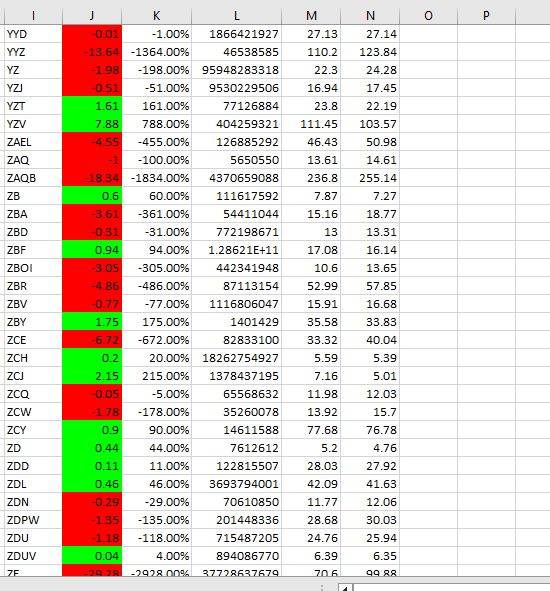 I J K L M N O P
YYD -0.01 -1.00% 1866421927 27.13 27.14
YYZ -13.64 -1364.00% 46538585 110.2 123.84
YZ -1.98 -198.00% 95948283318 22.3 24.28
YZJ -0.51 -51.00% 9530229506 16.94 17.45
YZT 1.61 161.00% 77126884 23.8 22.19
YZV 7.88 788.00% 404259321 111.45 103.57
ZAEL -4.55 -455.00% 126885292 46.43 50.98
ZAQ -1 -100.00% 5650550 13.61 14.61
ZAQB -18.34 -1834.00% 4370659088 236.8 255.14
ZB 0.6 60.00% 111617592 7.87 7.27
ZBA -3.61 -361.00% 54411044 15.16 18.77
ZBD -0.31 -31.00% 772198671 13 13.31
ZBF 0.94 94.00% 1.28621E+11 17.08 16.14
ZBOI -3.05 -305.00% 442341948 10.6 13.65
ZBR -4.86 -486.00% 87113154 52.99 57.85
ZBV -0.77 -77.00% 1116806047 15.91 16.68
ZBY 1.75 175.00% 1401429 35.58 33.83
ZCE -6.72 -672.00% 82833100 33.32 40.04
ZCH 0.2 20.00% 18262754927 5.59 5.39
ZCJ 2.15 215.00% 1378437195 7.16 5.01
ZCQ -0.05 -5.00% 65568632 11.98 12.03
ZCW -1.78 -178.00% 35260078 13.92 15.7
ZCY 0.9 90.00% 14611588 77.68 76.78
ZD 0.44 44.00% 7612612 5.2 4.76
ZDD 0.11 11.00% 122815507 28.03 27.92
ZDL 0.46 46.00% 3693794001 42.09 41.63
ZDN -0.29 -29.00% 70610850 11.77 12.06
ZDPW -1.35 -135.00% 201448336 28.68 30.03
ZDU -1.18 -118.00% 715487205 24.76 25.94
ZDUV 0.04 4.00% 894086770 6.39 6.35
ZE -29.28 -2928.00% 37728637679 70.6 99.88